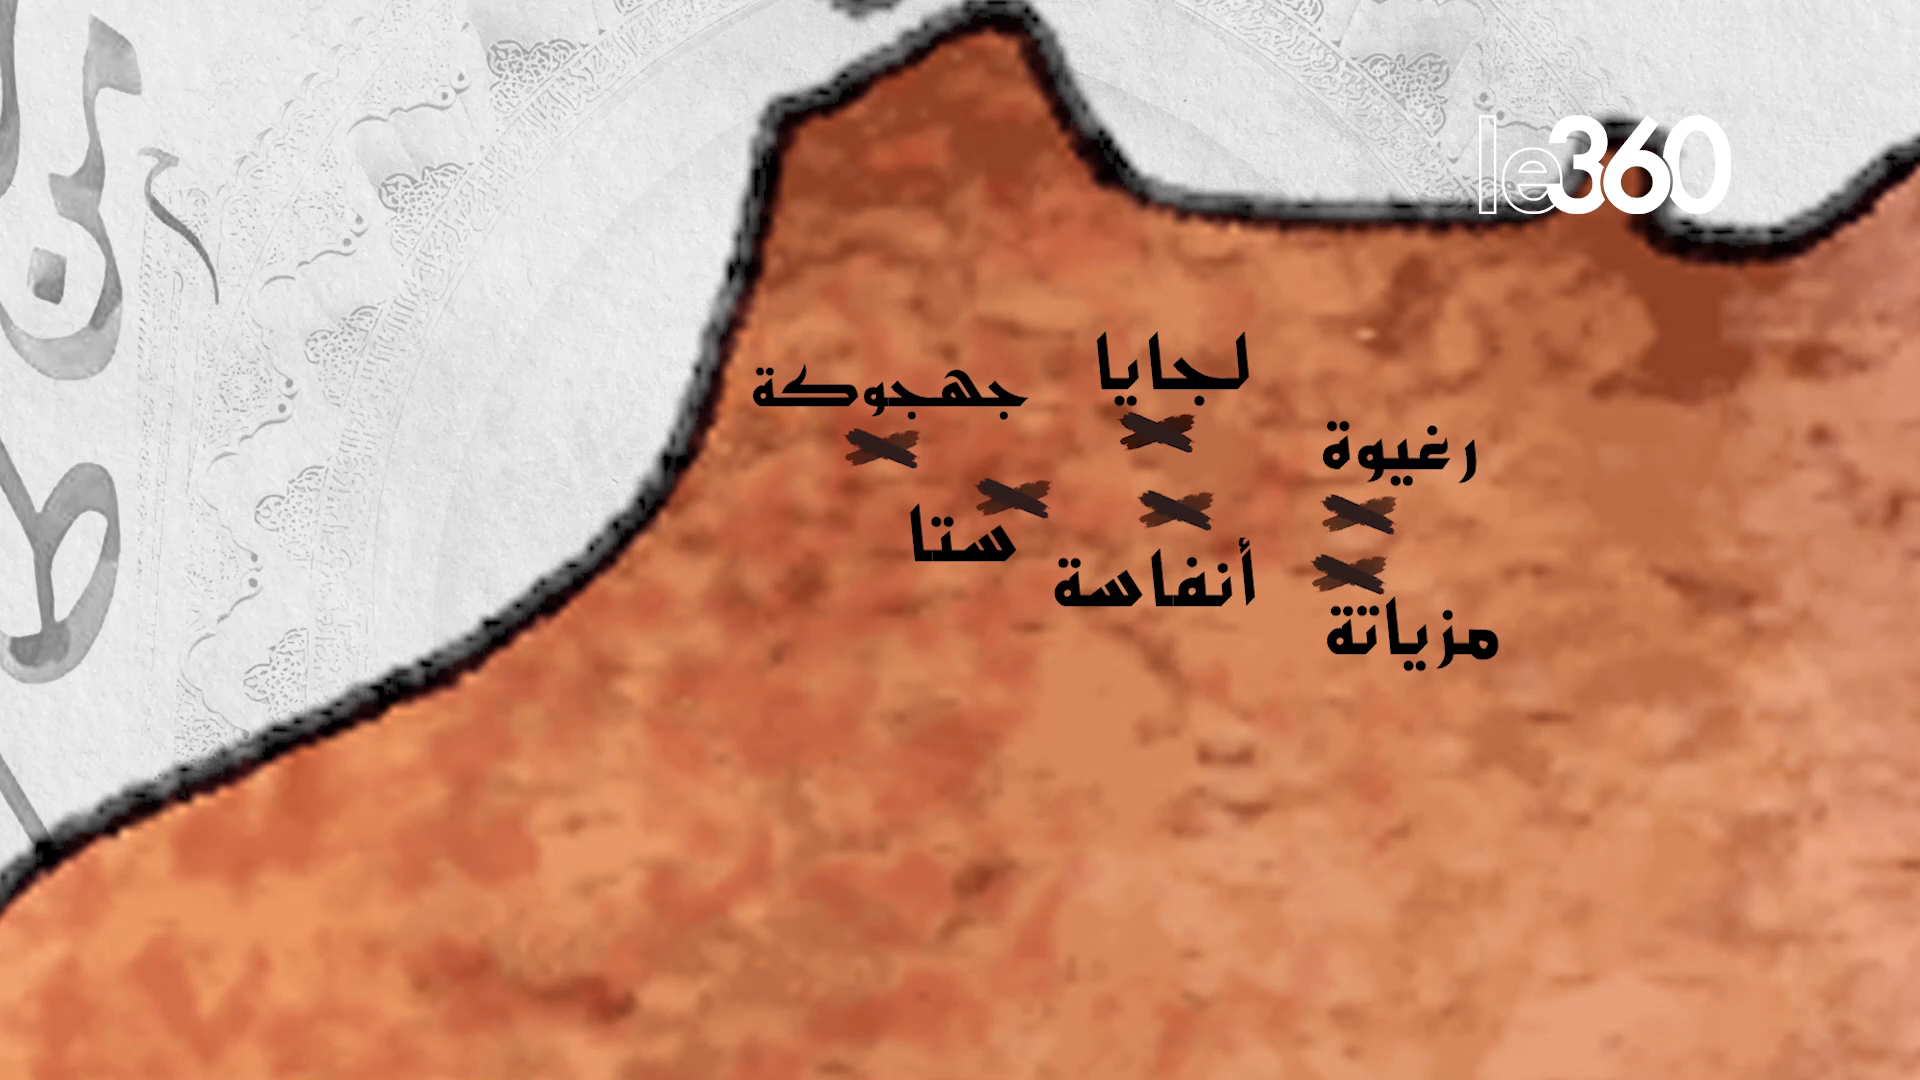 le360
لجايا
جهجوكة
رغيوة
ستا
أنفاسة
مزياتة